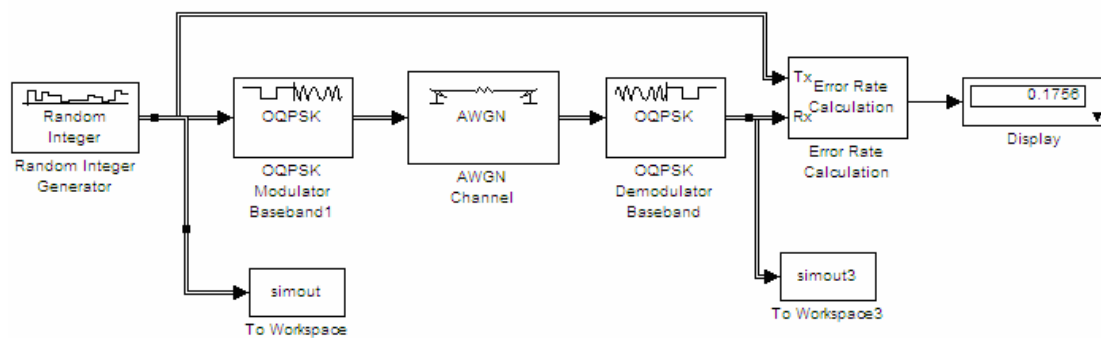 Random
Integer
Random Integer
Generator
OQPSK
OQPSK
Modulator
Baseband1
AWGN
AWGN
Channel
OQPSK
OQPSK
Demodulator
Baseband
Tx
Rx
Error Rate
Calculation
Error Rate
Calculation
0.1756
Display
simout
To Workspace
simout3
To Workspace3